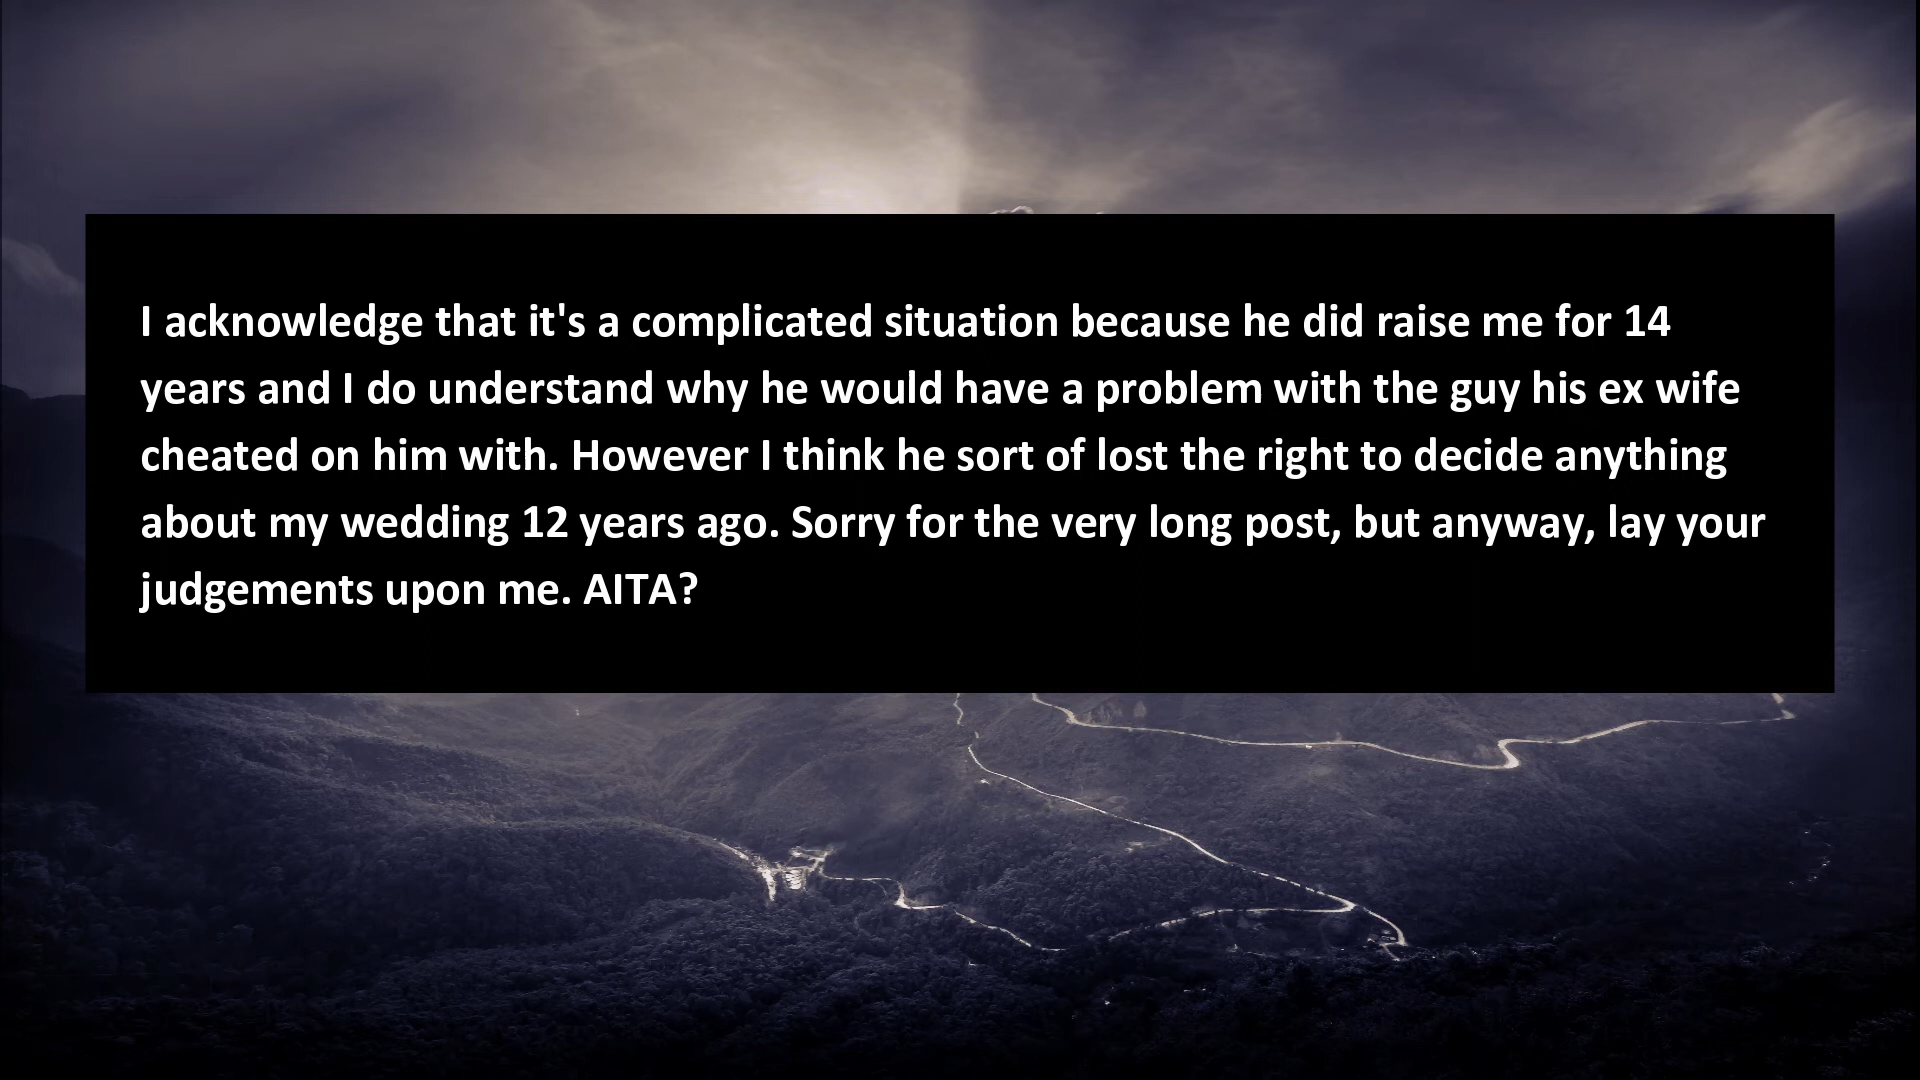 I acknowledge that it's a complicated situation because he did raise me for 14
years and I do understand why he would have a problem with the guy his ex wife
cheated on him with. However I think he sort of lost the right to decide anything
about my wedding 12 years ago. Sorry for the very long post, but anyway, lay your
judgements upon me. AITA?